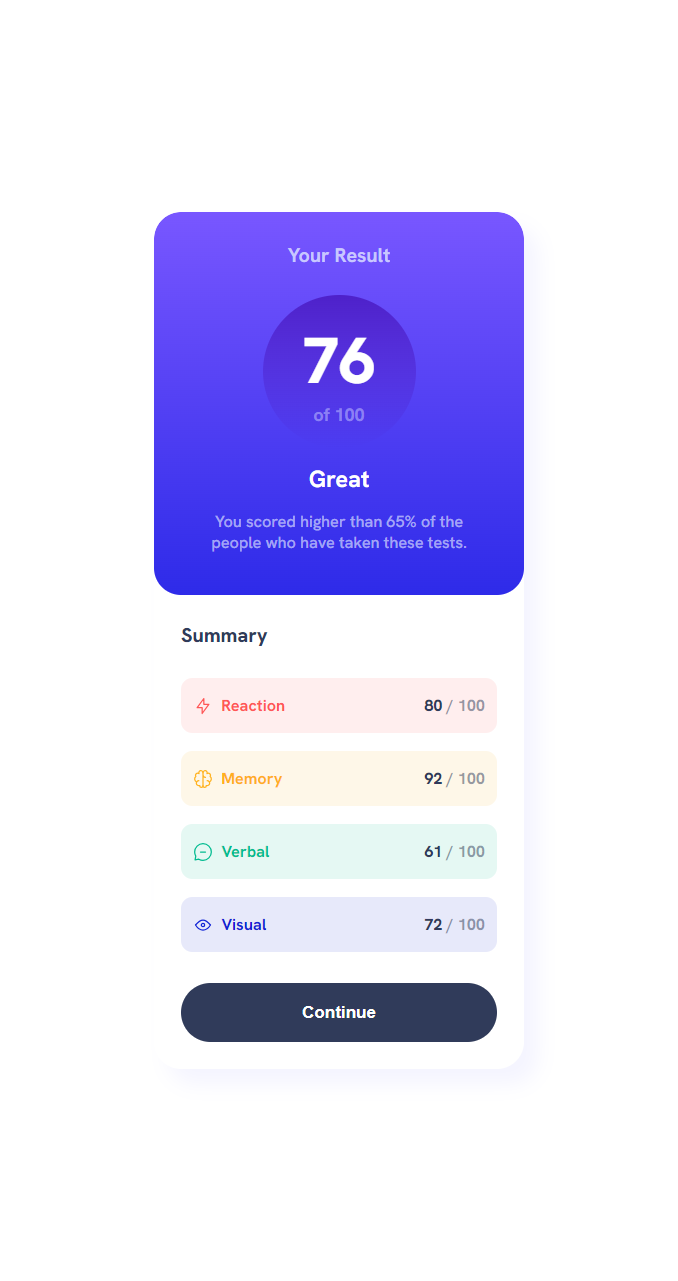 Your Result
76
of 100
Great
You scored higher than 65% of the
people who have taken these tests.
Summary
Reaction 80 / 100
Memory 92 / 100
Verbal 61 / 100
Visual 72 / 100
Continue